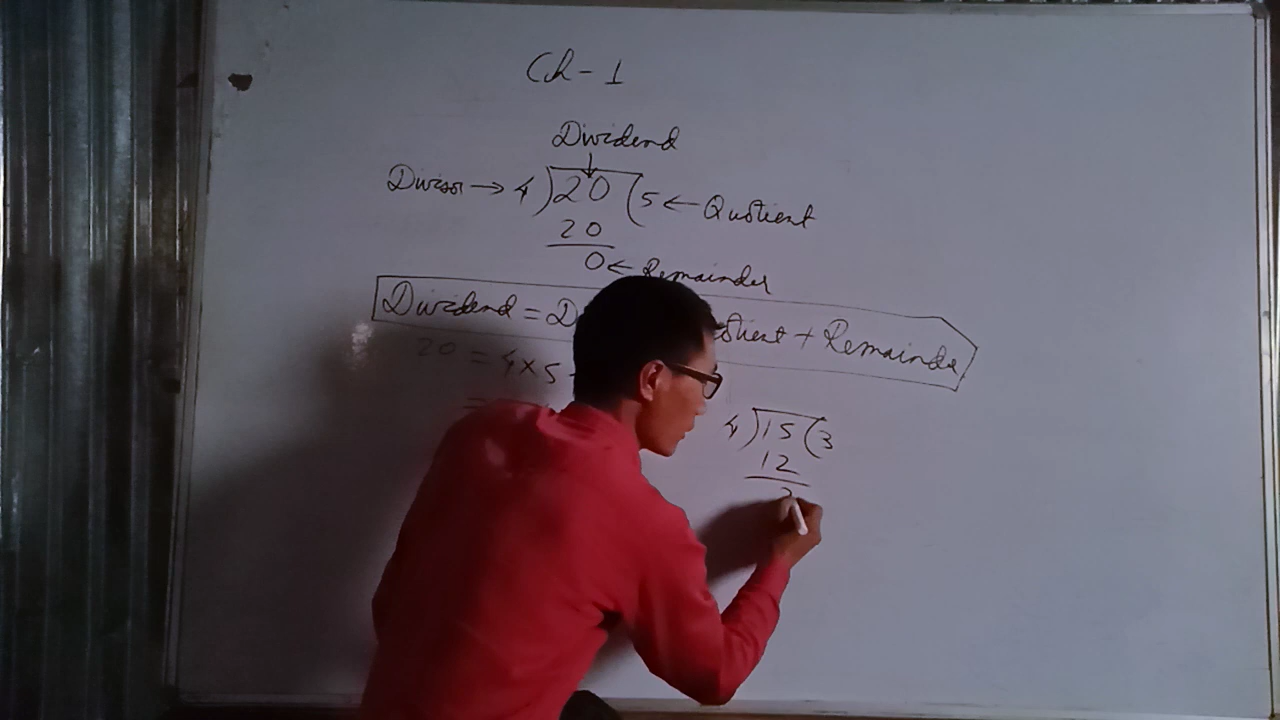 Ch - 1
Dividend
Divisor → 4)20(5 ← Quotient
20
0 ← Remainder
Dividend = + Remainder
20 = 4×5
=
4)15(3
12